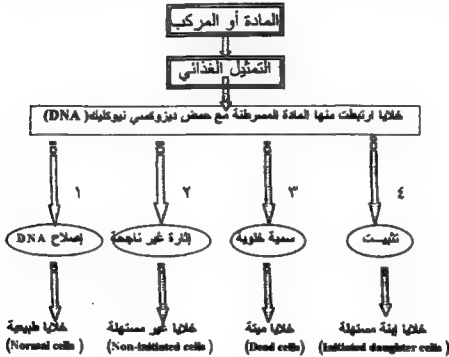 المادة أو المركب
التمثيل الغذائي
خلايا ارتبطت منها المادة المسرطنة مع حمض ديزوكسي نيوكليك (DNA)
١ ٢ ٣ ٤
إصلاح DNA إثارة غير ناجحة سمية خلوية تثبيت
خلايا طبيعية خلايا غير مستهلة خلايا ميتة خلايا إبنة مستهلة
(Normal cells) (Non-initiated cells) (Dead cells) (Initiated daughter cells)